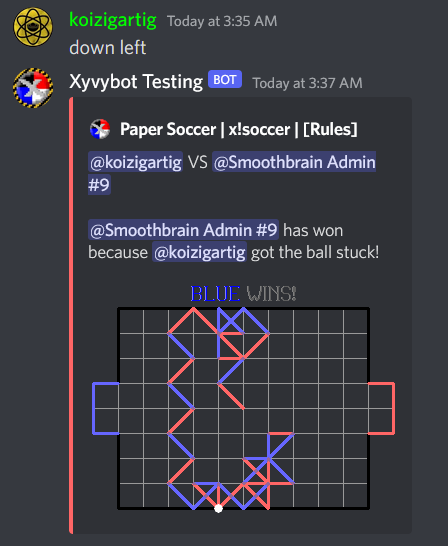 koizigartig Today at 3:35 AM
down left
Xyvybot Testing BOT Today at 3:37 AM
Paper Soccer | x!soccer | [Rules]
@koizigartig VS @Smoothbrain Admin
#9
@Smoothbrain Admin #9 has won
because @koizigartig got the ball stuck!
BLUE WINS!